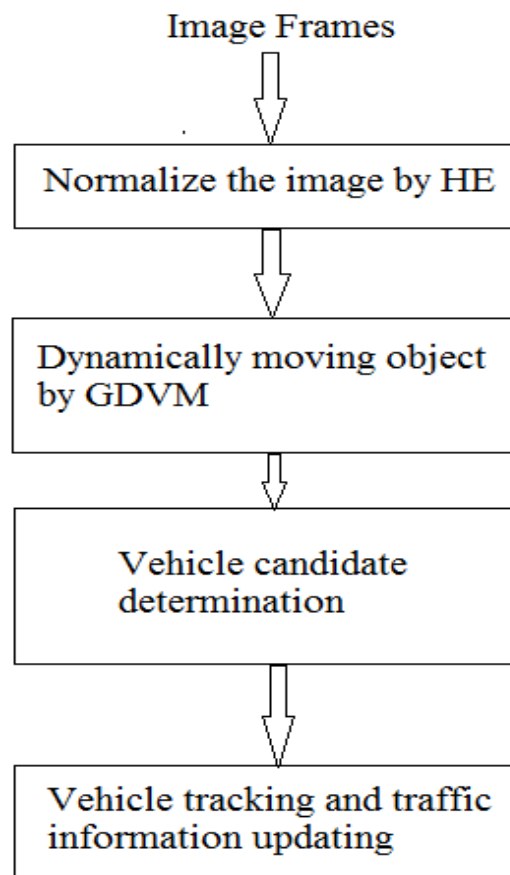 Image Frames
Normalize the image by HE
Dynamically moving object
by GDVM
Vehicle candidate
determination
Vehicle tracking and traffic
information updating